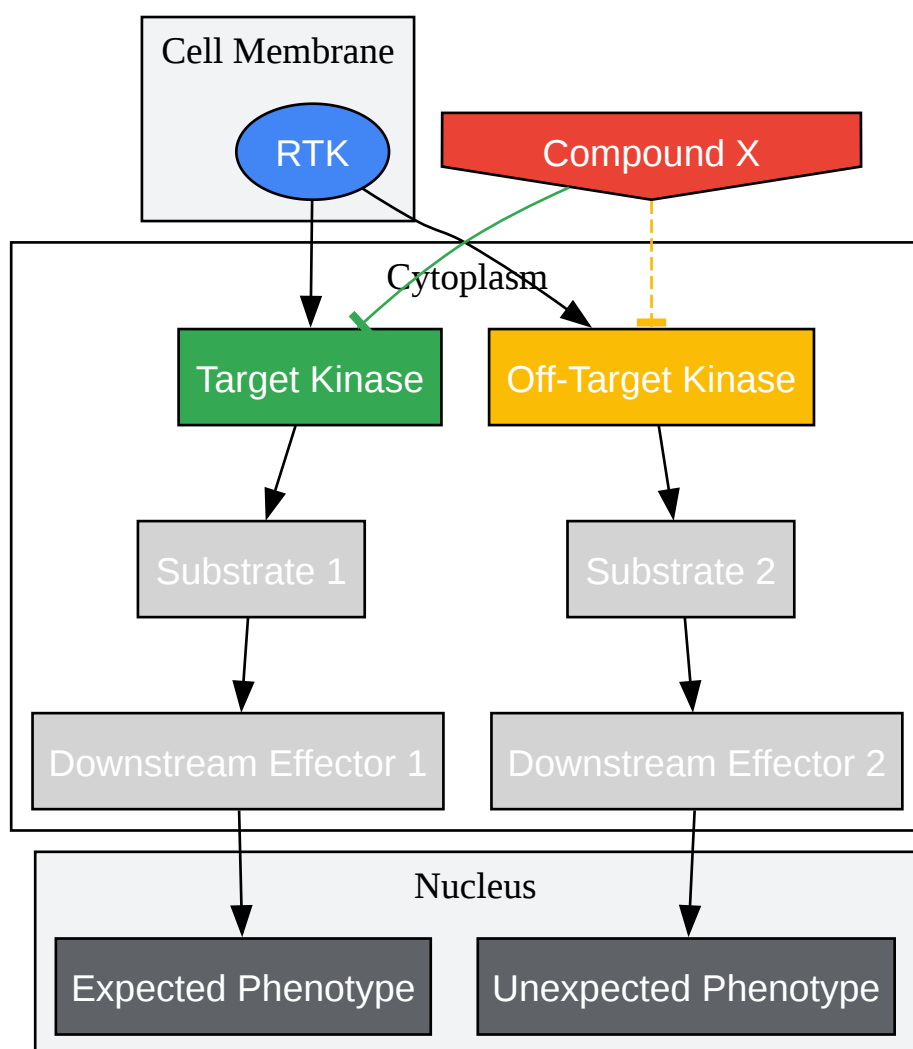 Cell Membrane
RTK
Compound X
Cytoplasm
Target Kinase
Off-Target Kinase
Substrate 1
Substrate 2
Downstream Effector 1
Downstream Effector 2
Nucleus
Expected Phenotype
Unexpected Phenotype